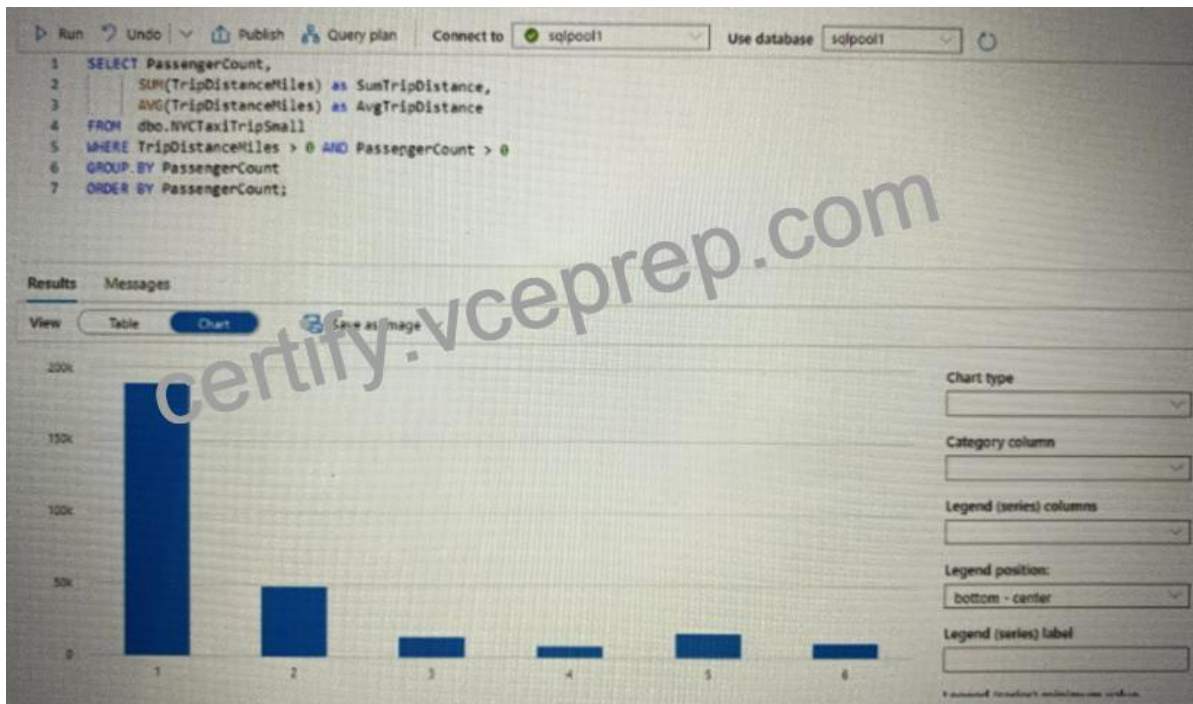 Run Undo Publish Query plan Connect to sqlpool1 Use database sqlpool1
1 SELECT PassengerCount,
2 SUM(TripDistanceMiles) as SumTripDistance,
3 AVG(TripDistanceMiles) as AvgTripDistance
4 FROM dbo.NYCTaxiTripSmall
5 WHERE TripDistanceMiles > 0 AND PassengerCount > 0
6 GROUP BY PassengerCount
7 ORDER BY PassengerCount;
certify.vceprep.com
Results Messages
View Table Chart Save as image
200k
150k
100k
50k
0
1 2 3 4 5 6
Chart type
Category column
Legend (series) columns
Legend position:
bottom - center
Legend (series) label
Legend (series) minimum value